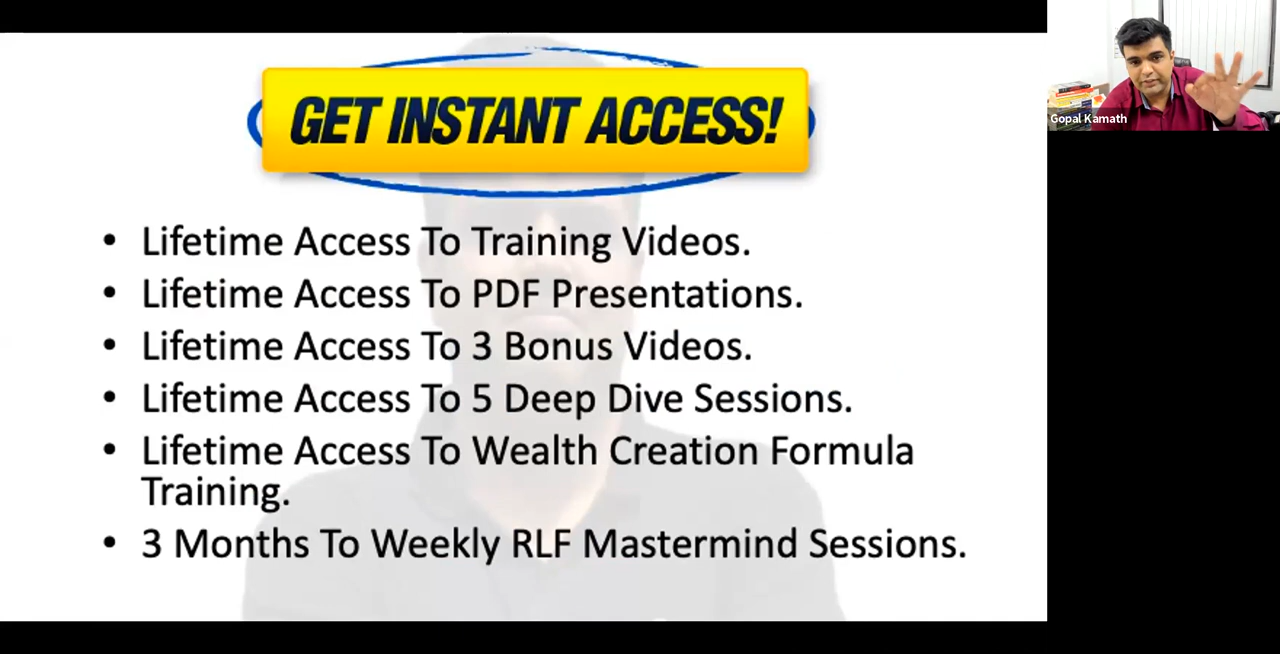 GET INSTANT ACCESS!
• Lifetime Access To Training Videos.
• Lifetime Access To PDF Presentations.
• Lifetime Access To 3 Bonus Videos.
• Lifetime Access To 5 Deep Dive Sessions.
• Lifetime Access To Wealth Creation Formula
Training.
• 3 Months To Weekly RLF Mastermind Sessions.
Gopal Kamath